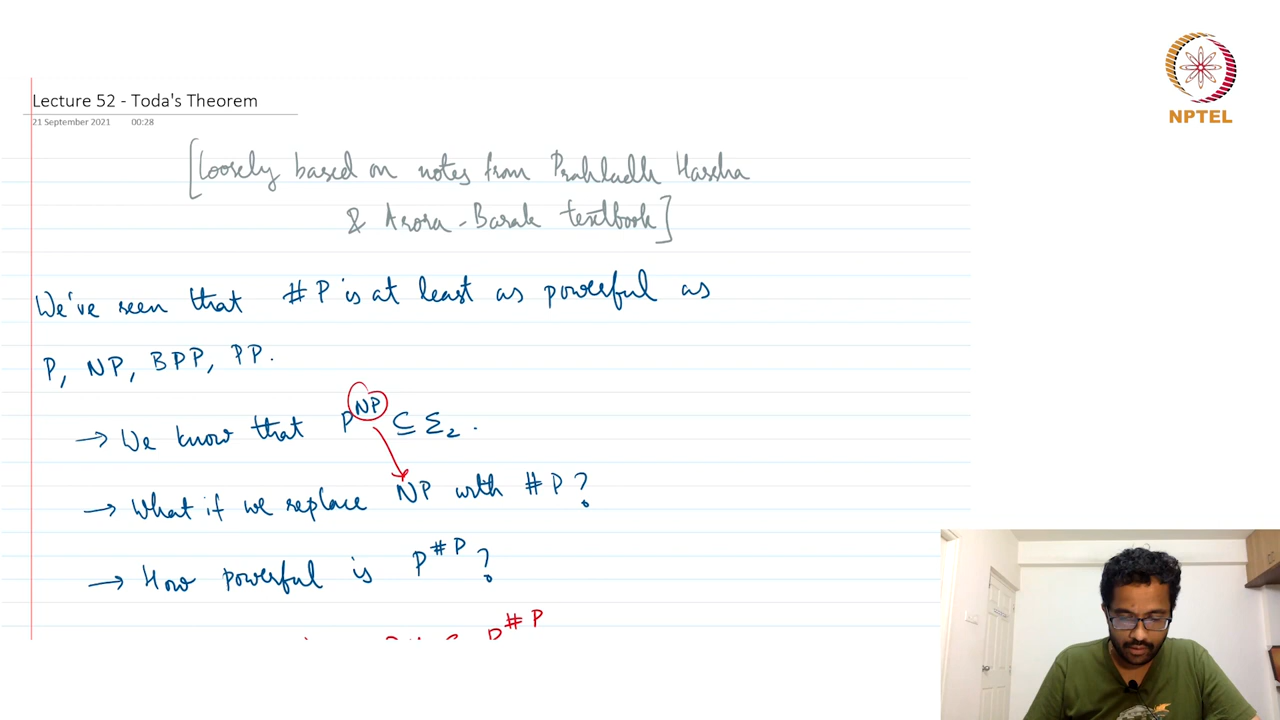 NPTEL
Lecture 52 - Toda's Theorem
21 September 2021 00:28
[Loosely based on notes from Prahladh Harsha
& Arora-Barak textbook]
We've seen that #P is at least as powerful as
P, NP, BPP, PP.
→ We know that P^NP ⊆ Σ₂.
→ What if we replace NP with #P?
→ How powerful is P^#P?
P^#P